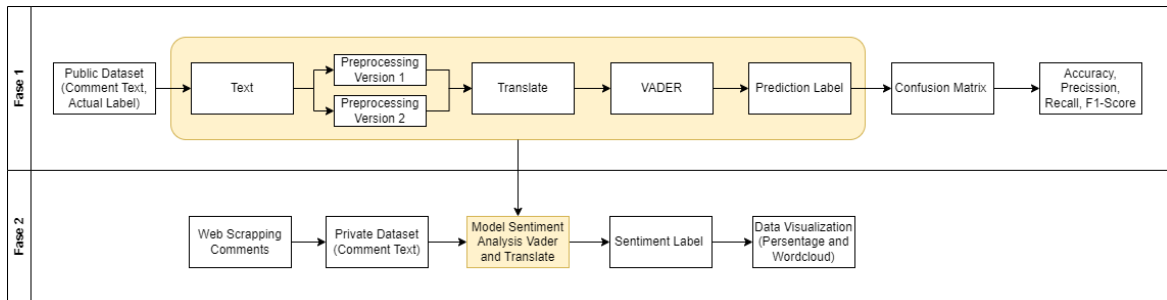 Fase 1
Public Dataset
(Comment Text,
Actual Label)
Text
Preprocessing
Version 1
Preprocessing
Version 2
Translate
VADER
Prediction Label
Confusion Matrix
Accuracy,
Precission,
Recall, F1-Score
Fase 2
Web Scrapping
Comments
Private Dataset
(Comment Text)
Model Sentiment
Analysis Vader
and Translate
Sentiment Label
Data Visualization
(Persentage and
Wordcloud)